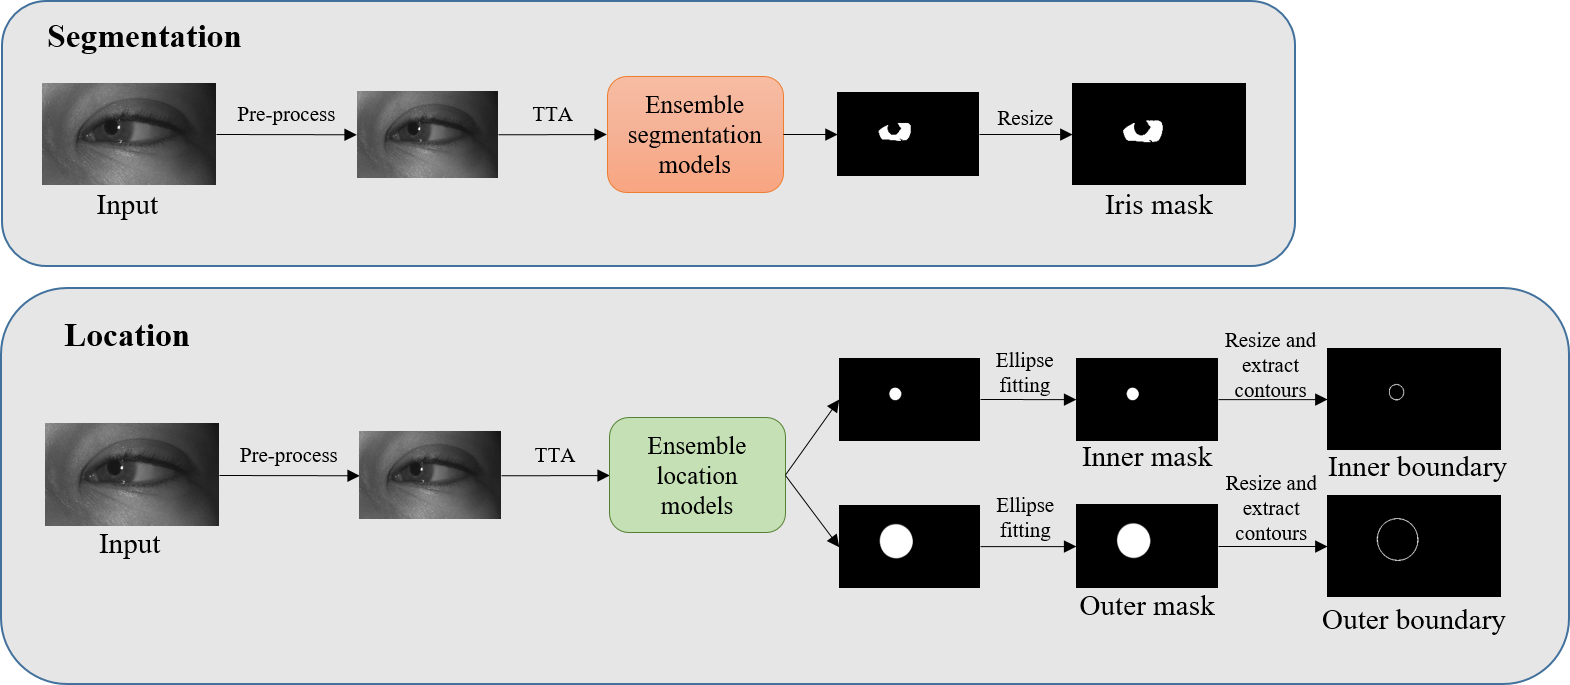 Segmentation
Pre-process
TTA
Ensemble
segmentation
models
Resize
Input
Iris mask
Location
Pre-process
TTA
Ensemble
location
models
Input
Ellipse
fitting
Inner mask
Resize and
extract
contours
Inner boundary
Ellipse
fitting
Outer mask
Resize and
extract
contours
Outer boundary